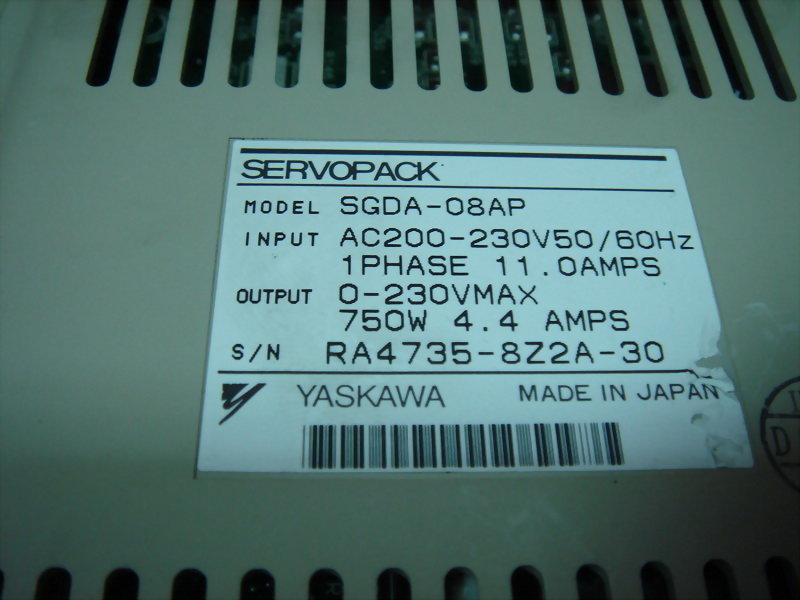 SERVOPACK
MODEL SGDA-08AP
INPUT AC200-230V50/60Hz
1PHASE 11.0AMPS
OUTPUT 0-230VMAX
750W 4.4 AMPS
S/N RA4735-8Z2A-30
YASKAWA MADE IN JAPAN